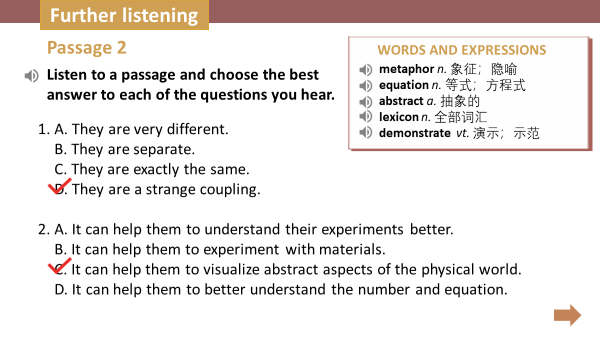 Further listening
Passage 2
Listen to a passage and choose the best
answer to each of the questions you hear.
WORDS AND EXPRESSIONS
metaphor n. 象征；隐喻
equation n. 等式；方程式
abstract a. 抽象的
lexicon n. 全部词汇
demonstrate vt. 演示；示范
1. A. They are very different.
B. They are separate.
C. They are exactly the same.
D. They are a strange coupling.
2. A. It can help them to understand their experiments better.
B. It can help them to experiment with materials.
C. It can help them to visualize abstract aspects of the physical world.
D. It can help them to better understand the number and equation.